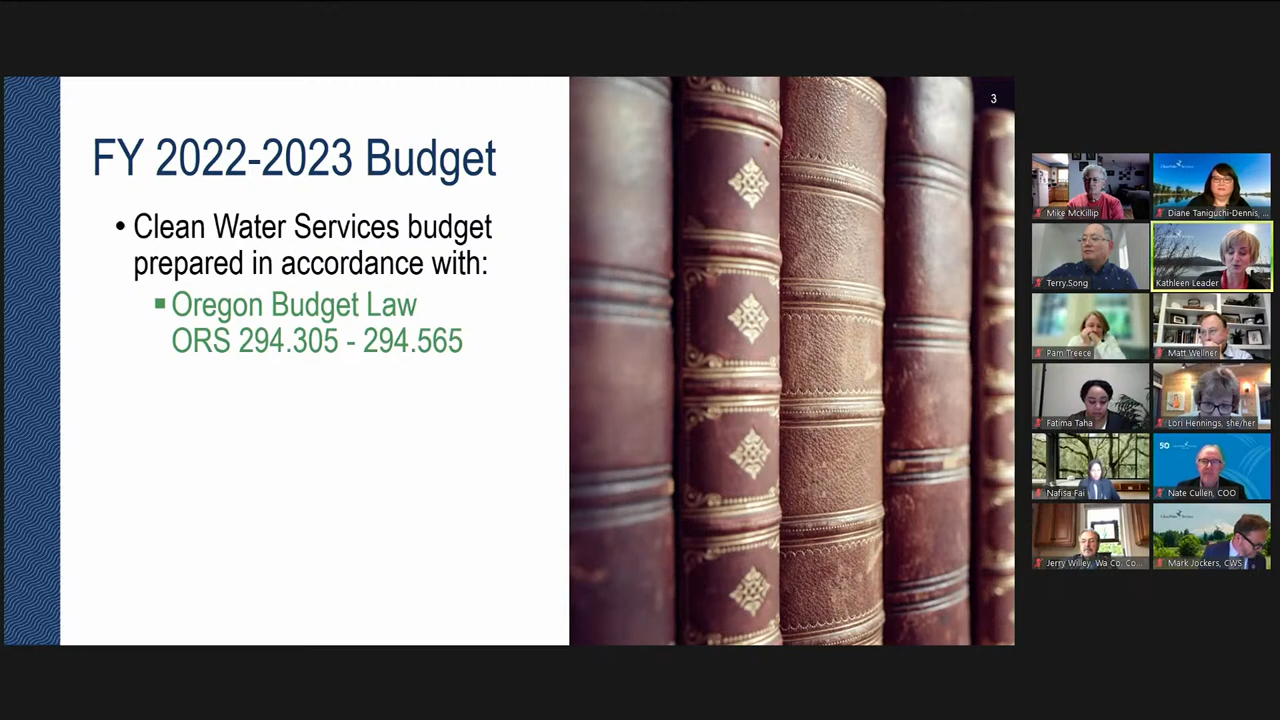 3
FY 2022-2023 Budget
• Clean Water Services budget
prepared in accordance with:
▪ Oregon Budget Law
ORS 294.305 - 294.565
Mike McKillip
Diane Taniguchi-Dennis, ...
Terry.Song
Kathleen Leader
Pam Treece
Matt Wellner
Fatima Taha
Lori Hennings, she/her
Nafisa Fai
50
Nate Cullen, COO
Jerry Willey, Wa Co. Co...
Mark Jockers, CWS